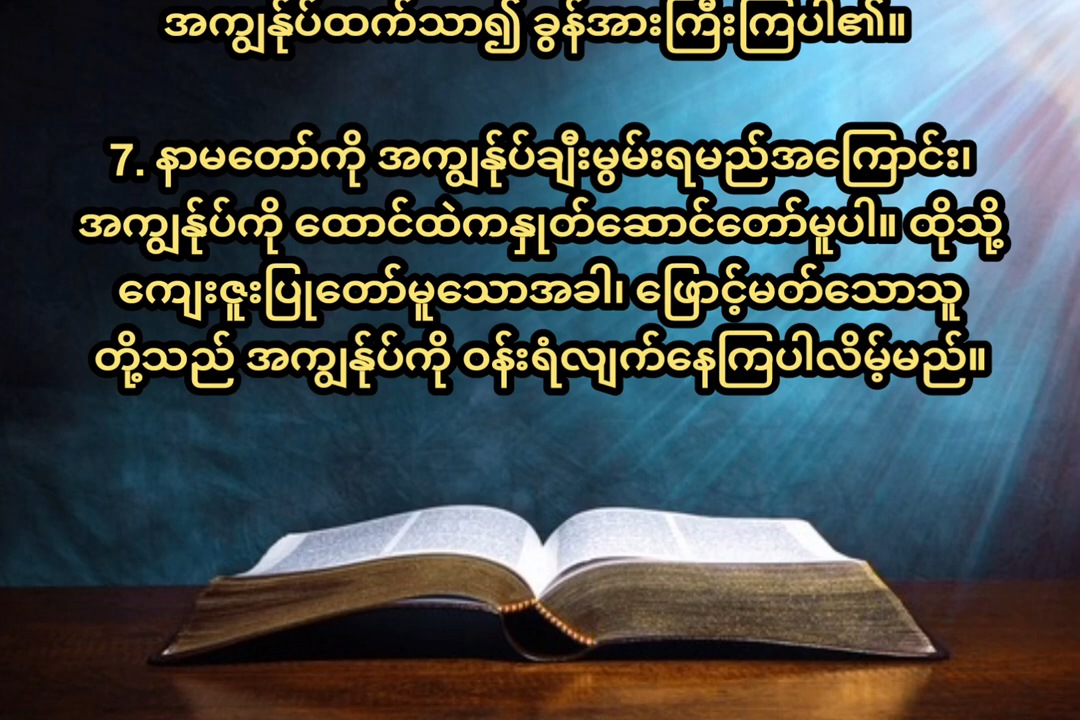 အကျွန်ုပ်ထက်သာ၍ ခွန်အားကြီးကြပါ၏။
7. နာမတော်ကို အကျွန်ုပ်ချီးမွမ်းရမည်အကြောင်း၊
အကျွန်ုပ်ကို ထောင်ထဲကနှုတ်ဆောင်တော်မူပါ။ ထိုသို့
ကျေးဇူးပြုတော်မူသောအခါ၊ ဖြောင့်မတ်သောသူ
တို့သည် အကျွန်ုပ်ကို ဝန်းရံလျက်နေကြပါလိမ့်မည်။